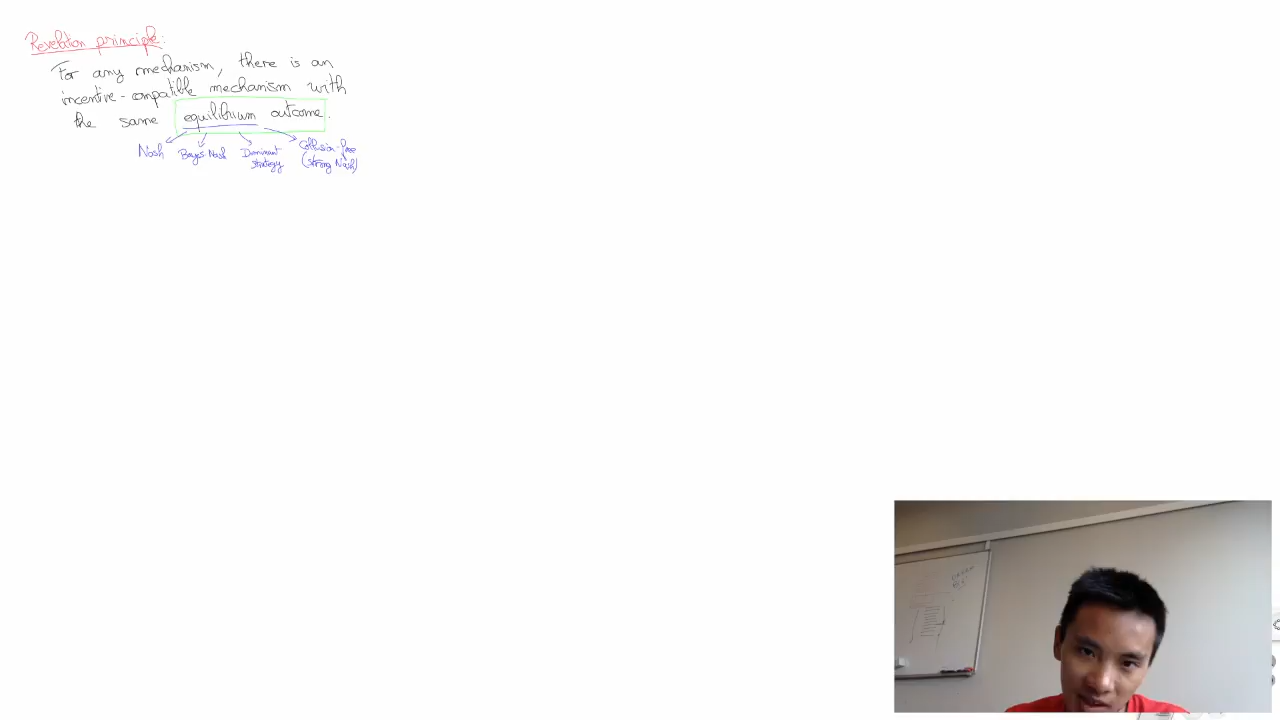 Revelation principle:
For any mechanism, there is an
incentive-compatible mechanism with
the same equilibrium outcome.
Nash Bayes-Nash Dominant strategy Collusion-free (strong Nash)